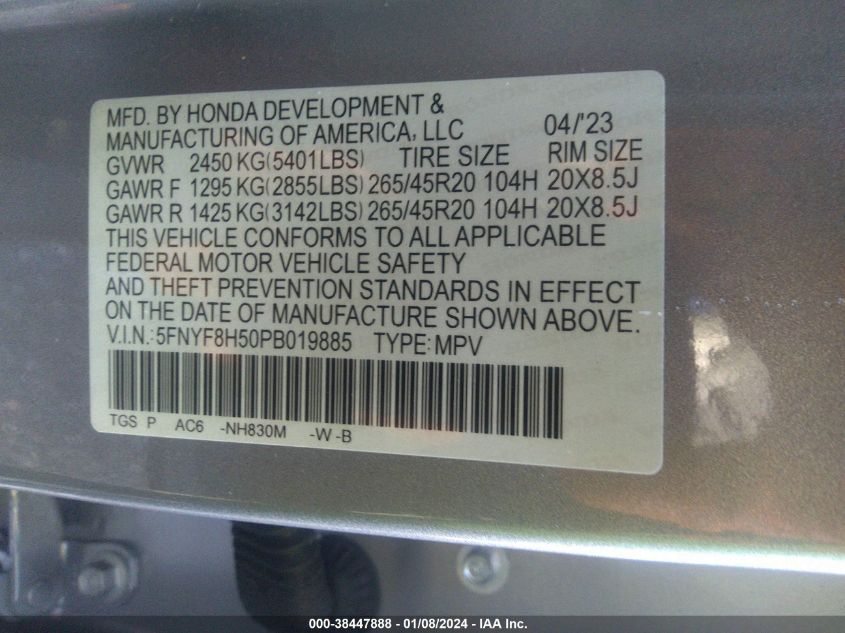 MFD. BY HONDA DEVELOPMENT &
MANUFACTURING OF AMERICA, LLC 04/'23
GVWR 2450 KG(5401LBS) TIRE SIZE RIM SIZE
GAWR F 1295 KG(2855LBS) 265/45R20 104H 20X8.5J
GAWR R 1425 KG(3142LBS) 265/45R20 104H 20X8.5J
THIS VEHICLE CONFORMS TO ALL APPLICABLE
FEDERAL MOTOR VEHICLE SAFETY
AND THEFT PREVENTION STANDARDS IN EFFECT
ON THE DATE OF MANUFACTURE SHOWN ABOVE.
V.I.N.:5FNYF8H50PB019885 TYPE:MPV
TGS P AC6 -NH830M -W -B
000-38447888 - 01/08/2024 - IAA Inc.